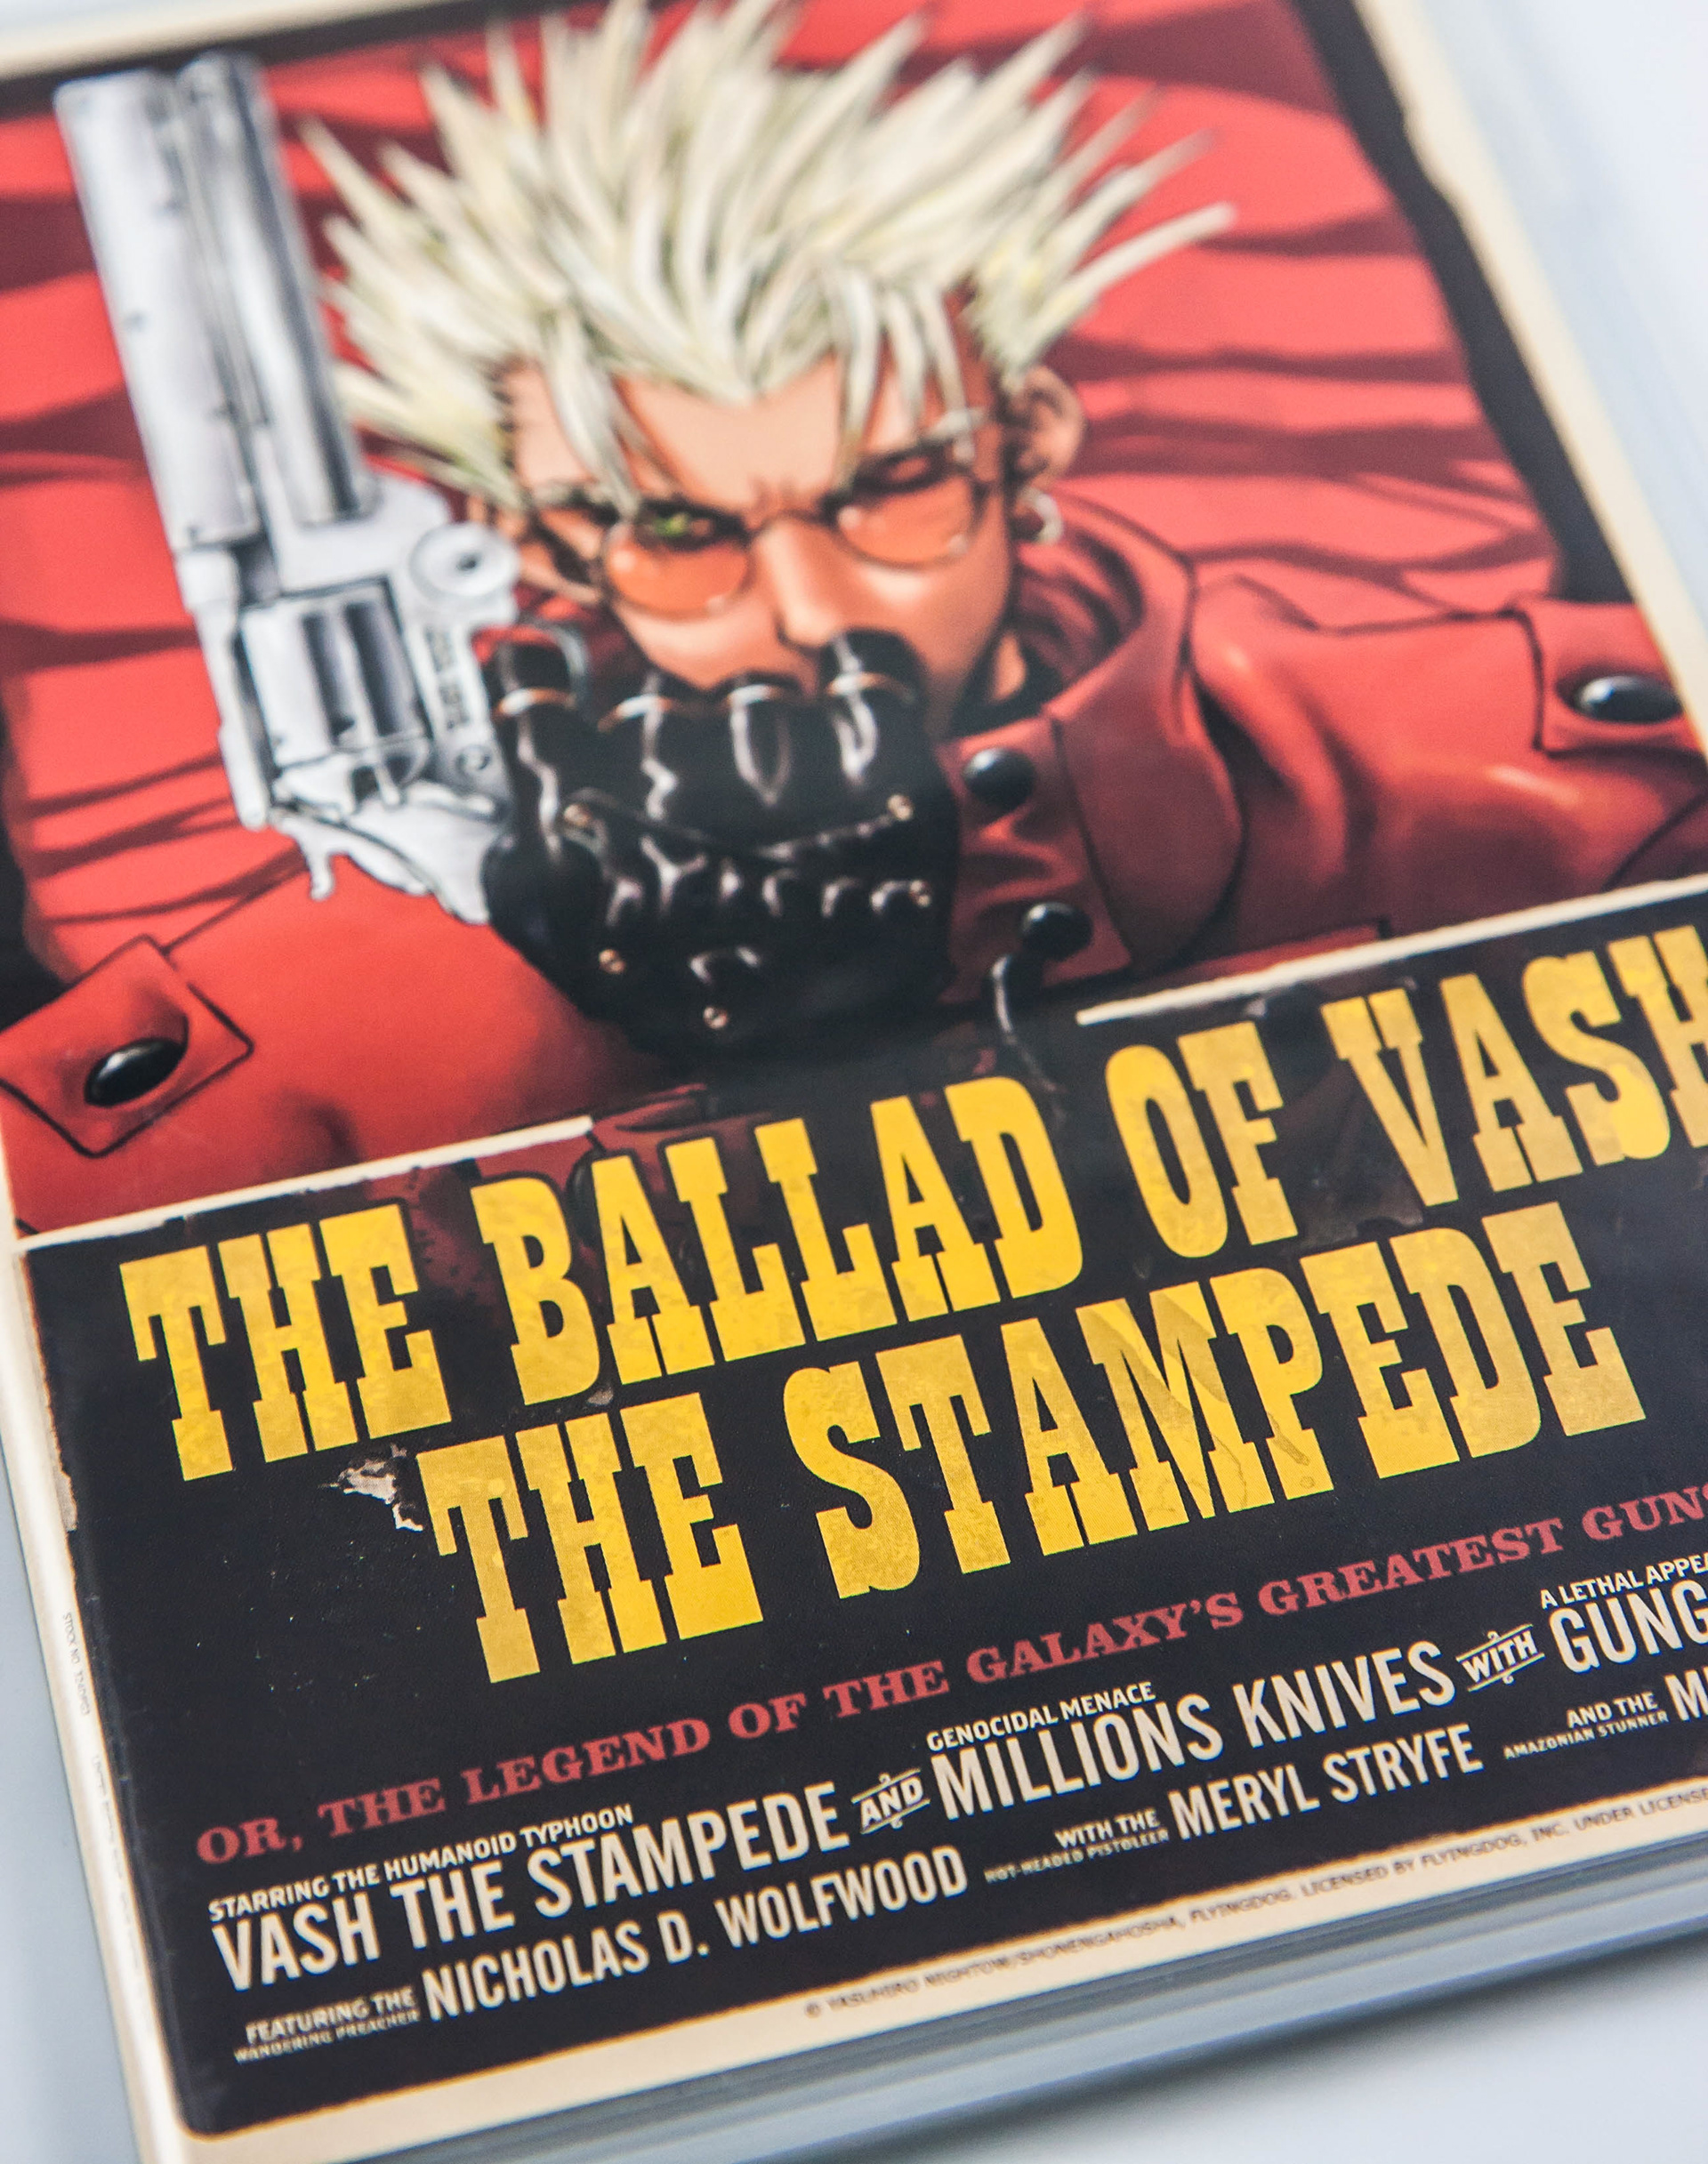 THE BALLAD OF VASH
THE STAMPEDE
OR, THE LEGEND OF THE GALAXY'S GREATEST
STARRING THE HUMANOID TYPHOON
VASH THE STAMPEDE AND
GENOCIDAL MENACE
MILLIONS KNIVES WITH
A LETHAL
FEATURING THE
WANDERING PREACHER
NICHOLAS D. WOLFWOOD
WITH THE
HOT-HEADED PISTOLEER
MERYL STRYFE
AND THE
AMAZONIAN STUNNER
© YASUHIRO NIGHTOW/SHONENGAHOSHA, FLYINGDOG. LICENSED BY FLYINGDOG, INC. UNDER LICENSE